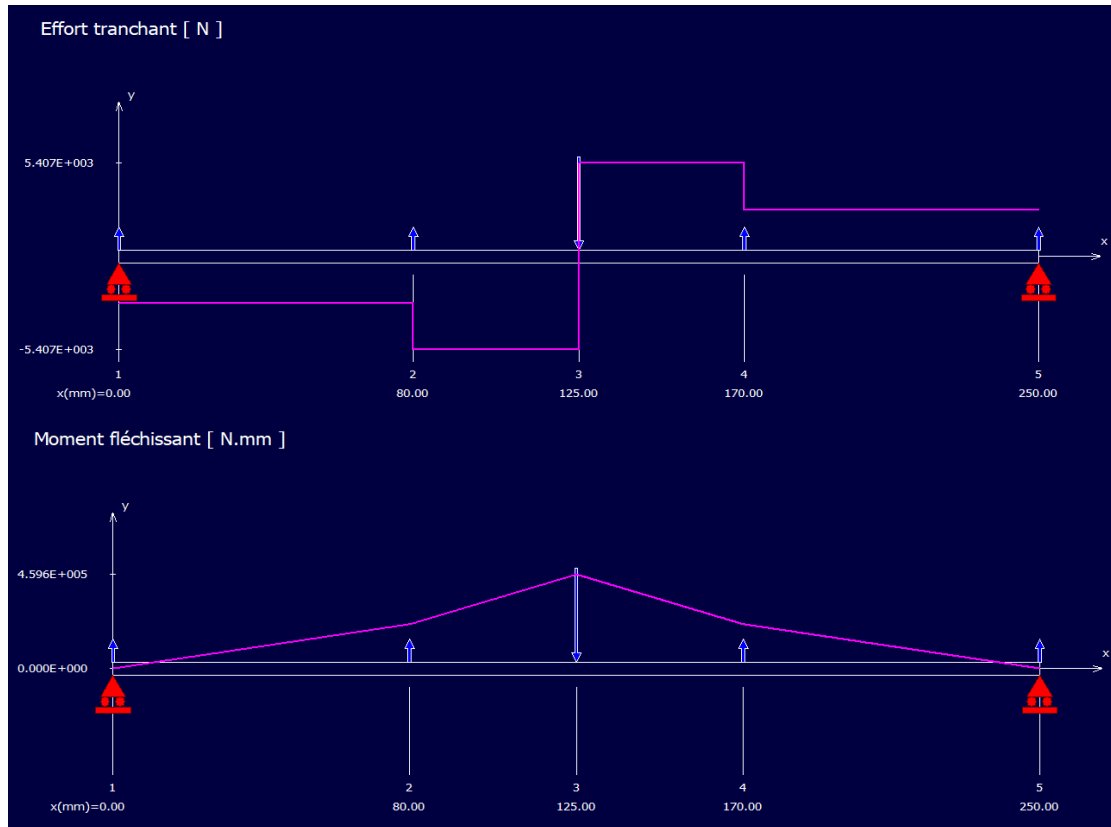 Effort tranchant [ N ]
y
5.407E+003
x
-5.407E+003
1 2 3 4 5
x(mm)=0.00 80.00 125.00 170.00 250.00
Moment fléchissant [ N.mm ]
y
4.596E+005
x
0.000E+000
1 2 3 4 5
x(mm)=0.00 80.00 125.00 170.00 250.00